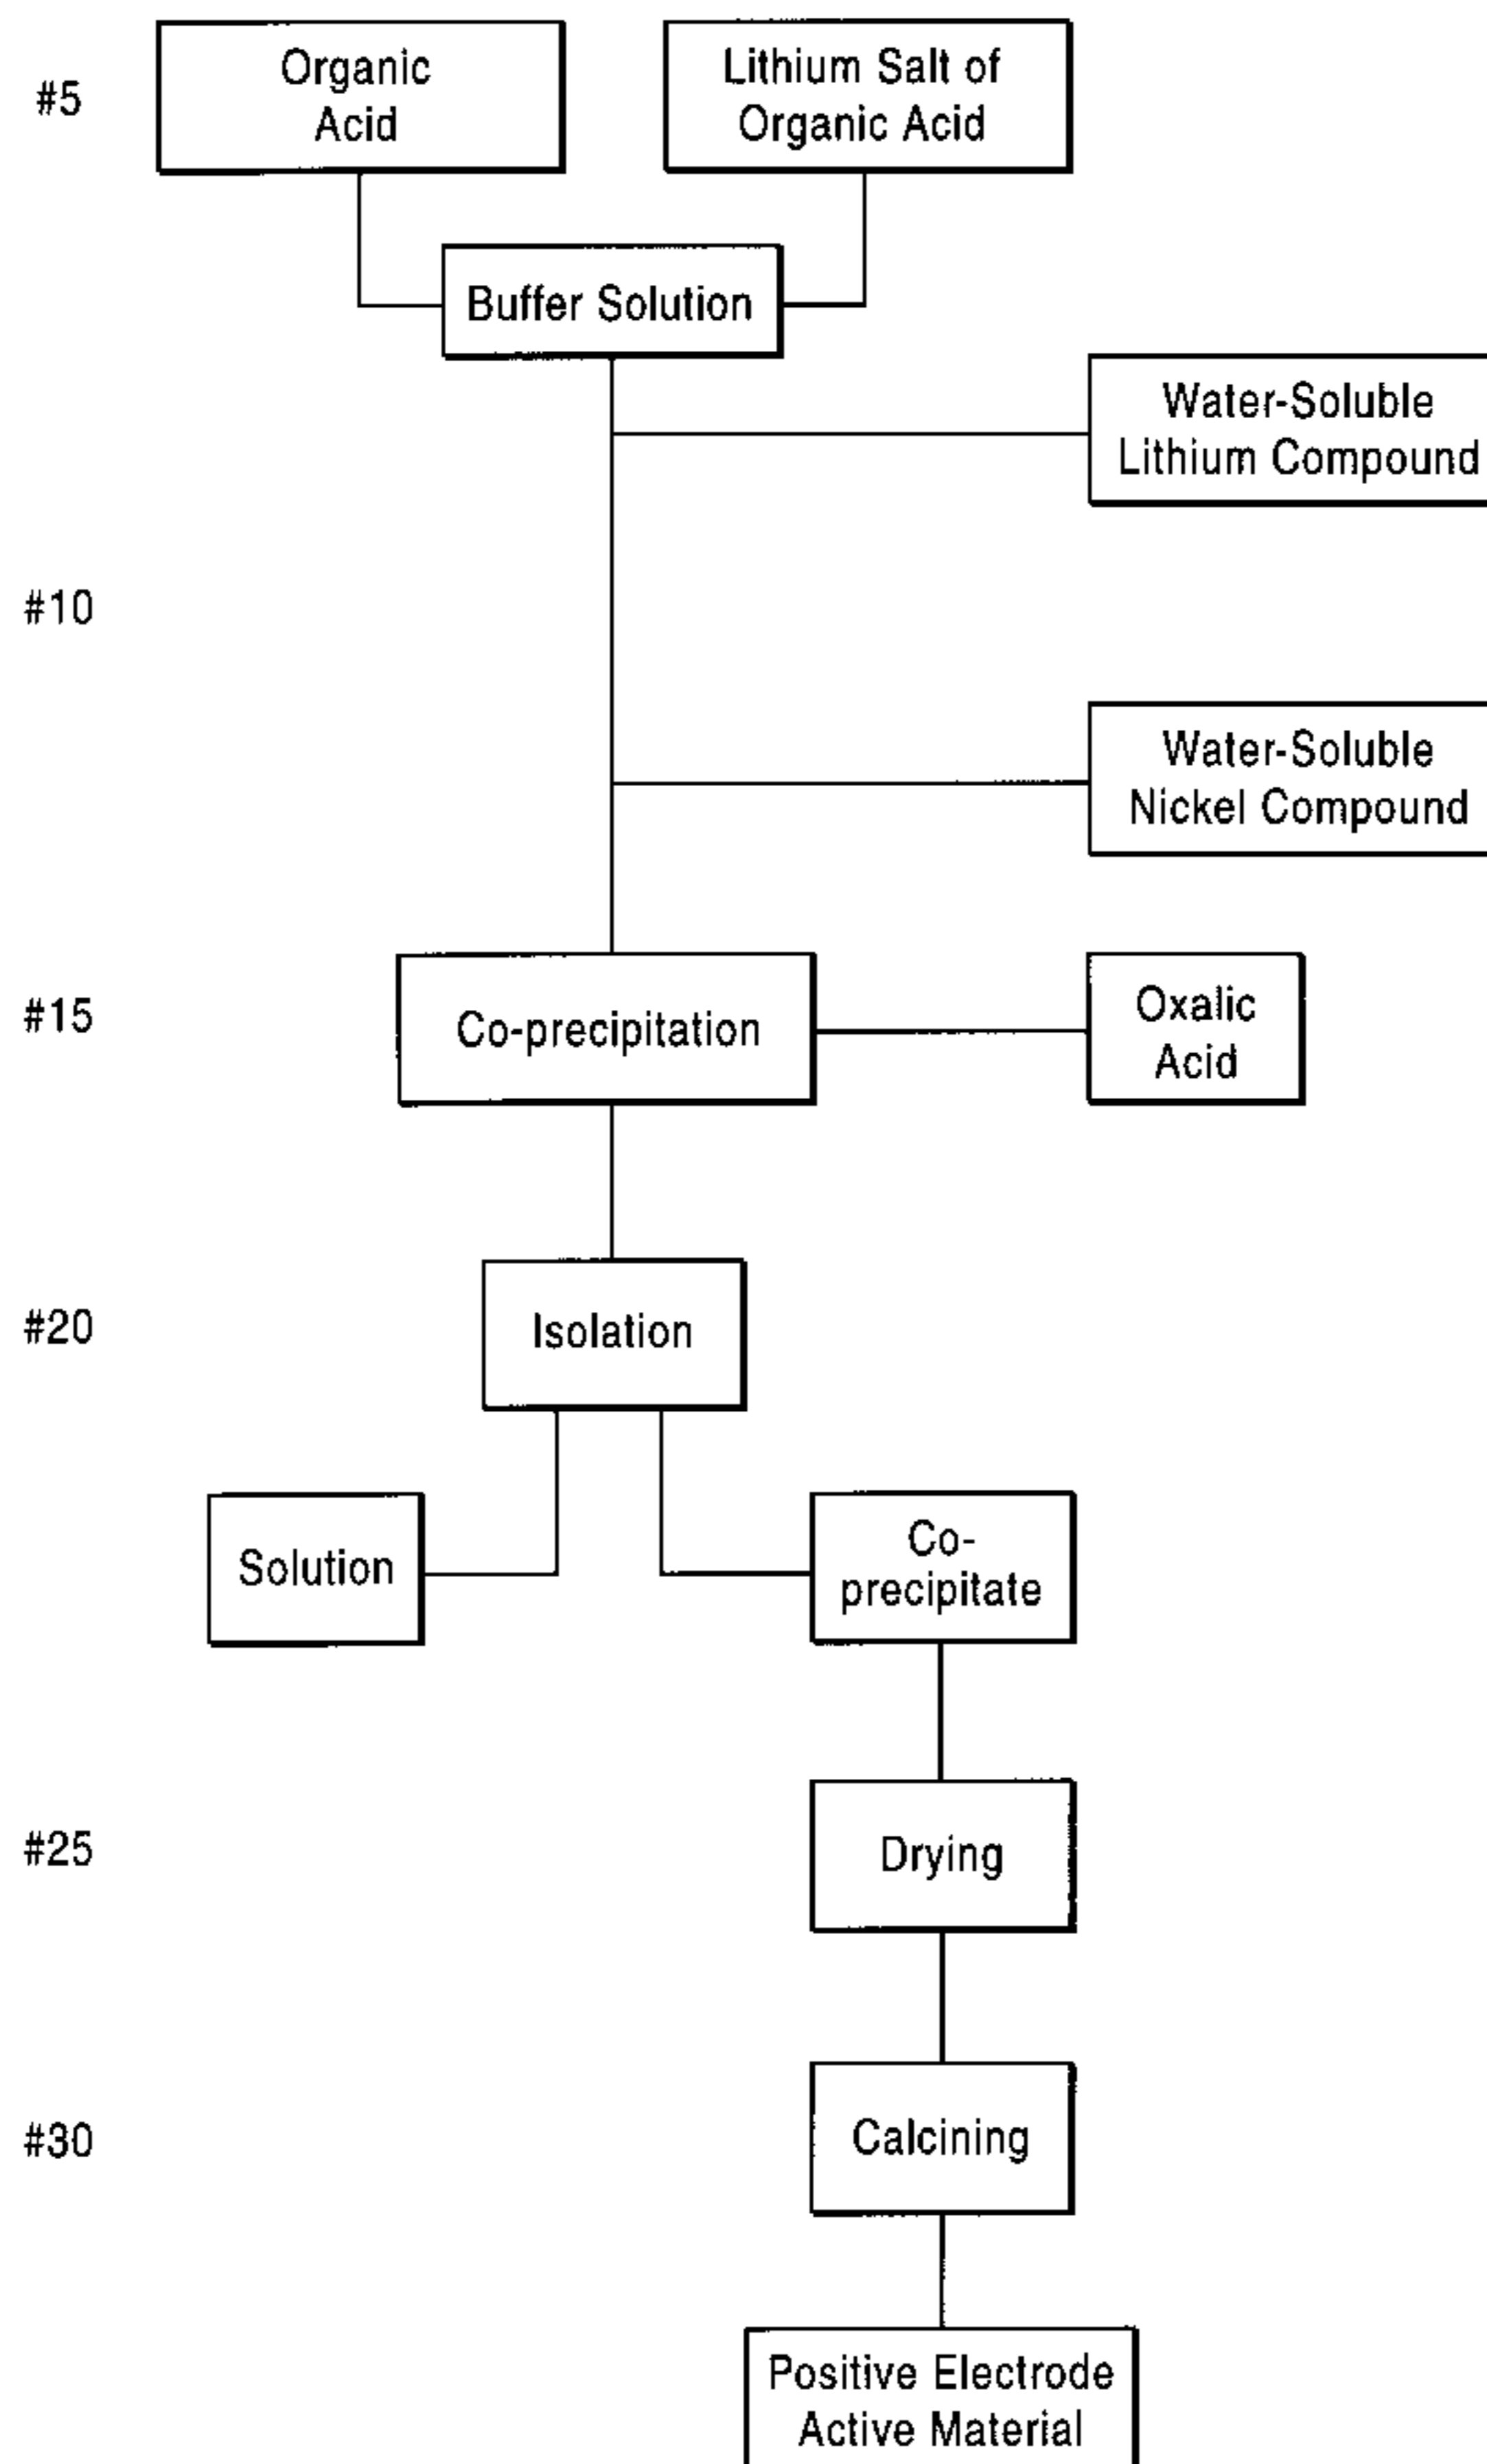 #5
Organic
Acid
Lithium Salt of
Organic Acid
Buffer Solution
Water-Soluble
Lithium Compound
#10
Water-Soluble
Nickel Compound
#15
Co-precipitation
Oxalic
Acid
#20
Isolation
Solution
Co-
precipitate
#25
Drying
#30
Calcining
Positive Electrode
Active Material